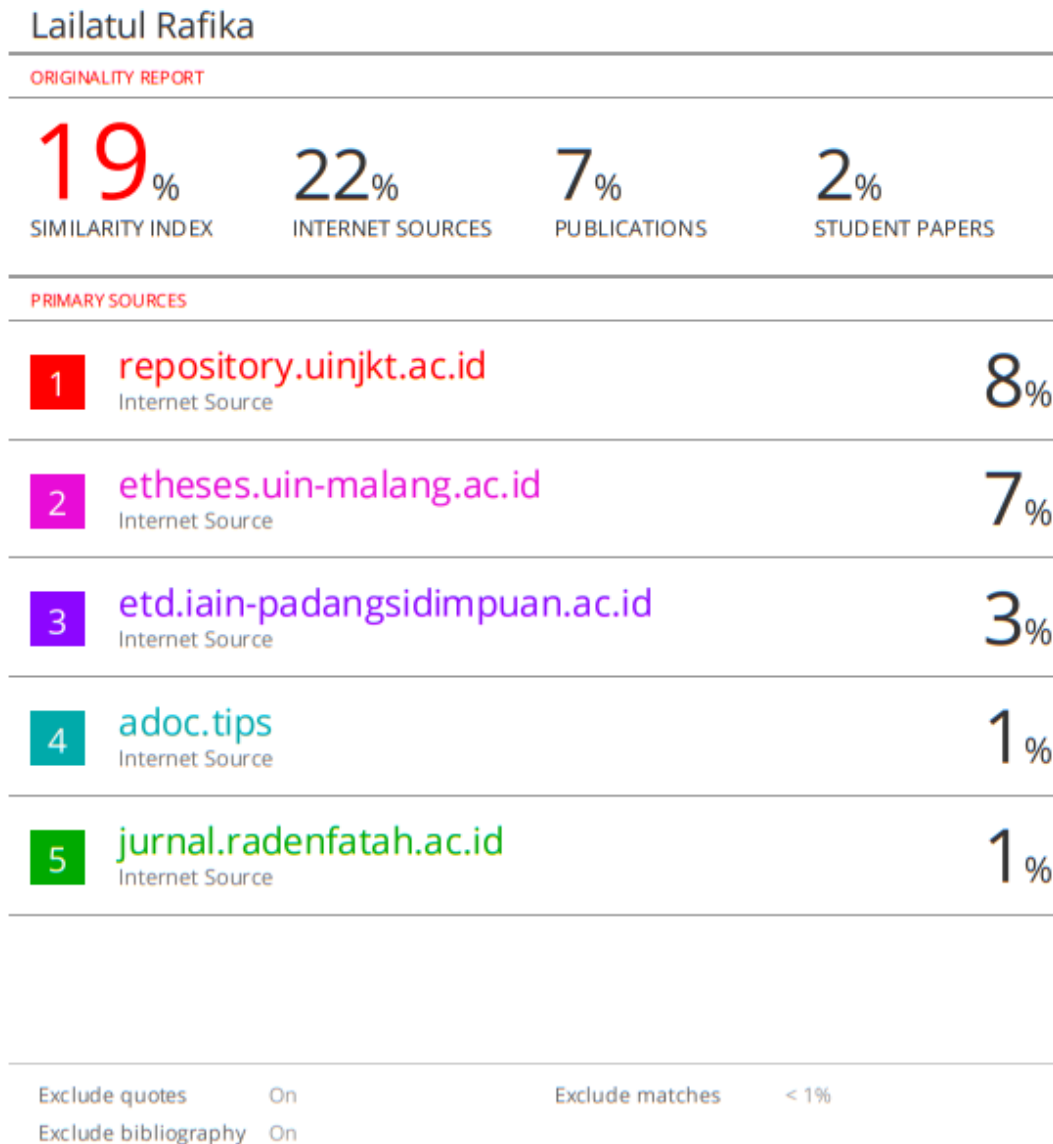 Lailatul Rafika
ORIGINALITY REPORT
19% 22% 7% 2%
SIMILARITY INDEX INTERNET SOURCES PUBLICATIONS STUDENT PAPERS
PRIMARY SOURCES
1 repository.uinjkt.ac.id 8%
Internet Source
2 etheses.uin-malang.ac.id 7%
Internet Source
3 etd.iain-padangsidimpuan.ac.id 3%
Internet Source
4 adoc.tips 1%
Internet Source
5 jurnal.radenfatah.ac.id 1%
Internet Source
Exclude quotes On Exclude matches < 1%
Exclude bibliography On